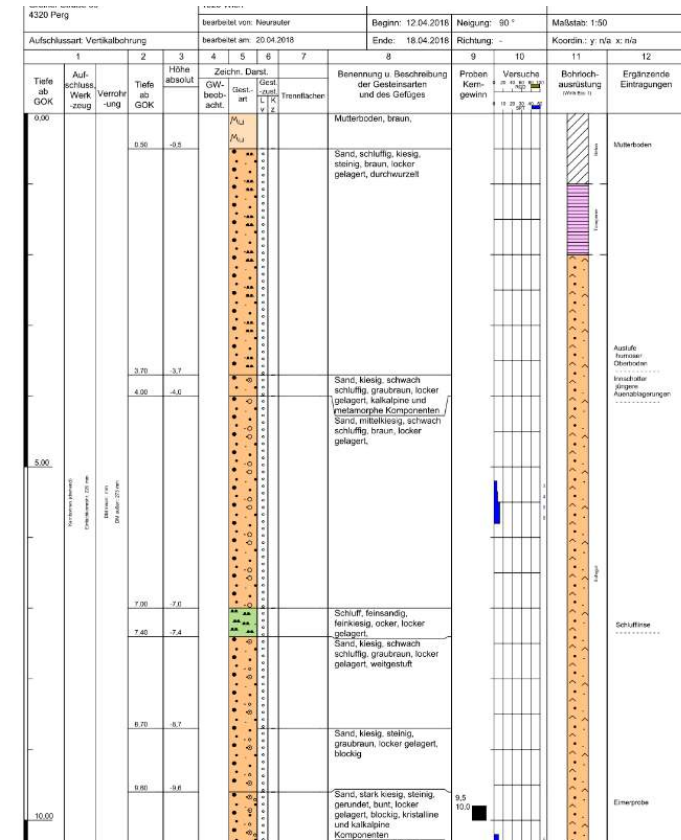 4320 Perg
bearbeitet von: Neurauter
Beginn: 12.04.2018
Neigung: 90 °
Maßstab: 1:50
Aufschlussart: Vertikalbohrung
bearbeitet am: 20.04.2018
Ende: 18.04.2018
Richtung: -
Koordin.: y: n/a x: n/a
1 2 3 4 5 6 7 8 9 10 11 12
Tiefe
ab
GOK
Auf-
schluss,
Werk
-zeug
Verrohr
-ung
Tiefe
ab
GOK
Höhe
absolut
Zeichn. Darst.
GW-
beob-
acht.
Gest.-
art
Gest.
-zust.
L K
v z
Trennflächen
Benennung u. Beschreibung
der Gesteinsarten
und des Gefüges
Proben
Kern-
gewinn
Versuche
RQD
SPT
Bohrloch-
ausrüstung
Ergänzende
Eintragungen
0,00
Mu
Mu
Mutterboden, braun,
Mutterboden
0,50 -0,5
Sand, schluffig, kiesig,
steinig, braun, locker
gelagert, durchwurzelt
Auslufe
humoser
Oberboden
3,70 -3,7
Sand, kiesig, schwach
schluffig, graubraun, locker
gelagert, kalkalpine und
metamorphe Komponenten
Innschotter
jüngere
Auenablagerungen
4,00 -4,0
Sand, mittelkiesig, schwach
schluffig, braun, locker
gelagert,
5,00
7,00 -7,0
Schluff, feinsandig,
feinkiesig, ocker, locker
gelagert,
Schlufflinse
7,40 -7,4
Sand, kiesig, schwach
schluffig, graubraun, locker
gelagert, weitgestuft
8,70 -8,7
Sand, kiesig, steinig,
graubraun, locker gelagert,
blockig
9,60 -9,6
Sand, stark kiesig, steinig,
gerundet, bunt, locker
gelagert, blockig, kristalline
und kalkalpine
Komponenten
9,5
10,0
Eimerprobe
10,00